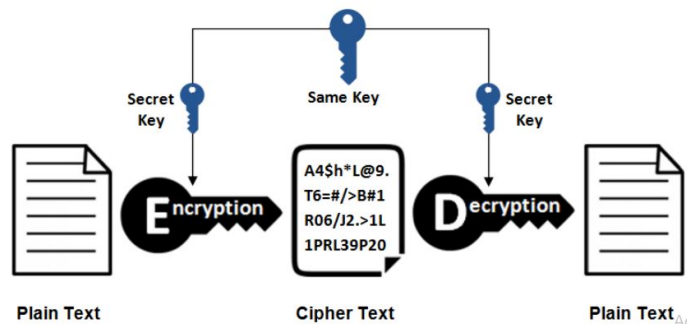 Same Key
Secret
Key
Secret
Key
Encryption
A4$h*L@9.
T6=#/>B#1
R06/J2.>1L
1PRL39P20
Decryption
Plain Text
Cipher Text
Plain Text